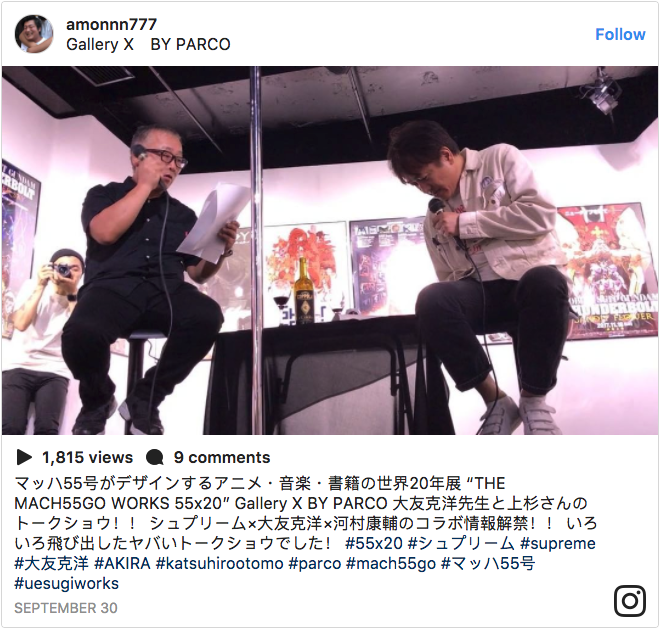 amonnn777
Gallery X BY PARCO
Follow
GUNDAM
THUNDERBOLT
1,815 views 9 comments
マッハ55号がデザインするアニメ・音楽・書籍の世界20年展 “THE
MACH55GO WORKS 55x20” Gallery X BY PARCO 大友克洋先生と上杉さんの
トークショウ！！ シュプリーム×大友克洋×河村康輔のコラボ情報解禁！！ いろ
いろ飛び出したヤバいトークショウでした！ #55x20 #シュプリーム #supreme
#大友克洋 #AKIRA #katsuhirootomo #parco #mach55go #マッハ55号
#uesugiworks
SEPTEMBER 30